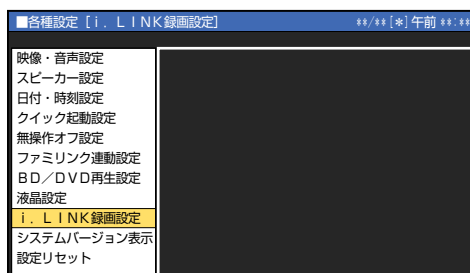 ■各種設定［ｉ．ＬＩＮＫ録画設定］ **/**[*]午前**:**
映像・音声設定
スピーカー設定
日付・時刻設定
クイック起動設定
無操作オフ設定
ファミリンク連動設定
ＢＤ／ＤＶＤ再生設定
液晶設定
ｉ．ＬＩＮＫ録画設定
システムバージョン表示
設定リセット